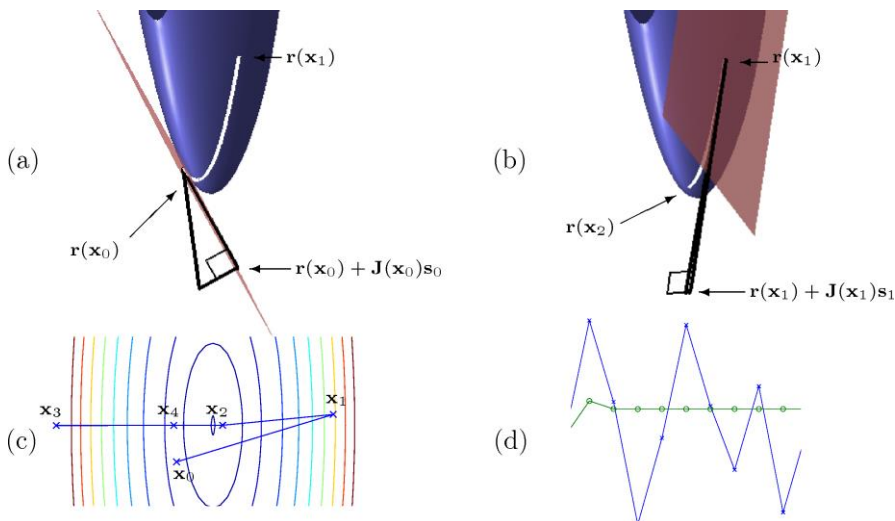 r(x₁)
(a)
r(x₀)
r(x₀) + J(x₀)s₀
r(x₁)
(b)
r(x₂)
r(x₁) + J(x₁)s₁
x₃ x₄ x₂ x₁
(c)
x₀
(d)